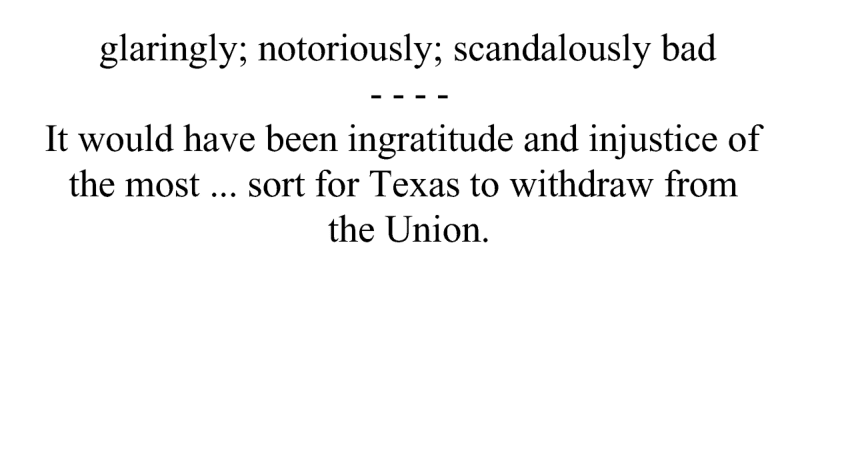 glaringly; notoriously; scandalously bad
- - - -
It would have been ingratitude and injustice of
the most ... sort for Texas to withdraw from
the Union.